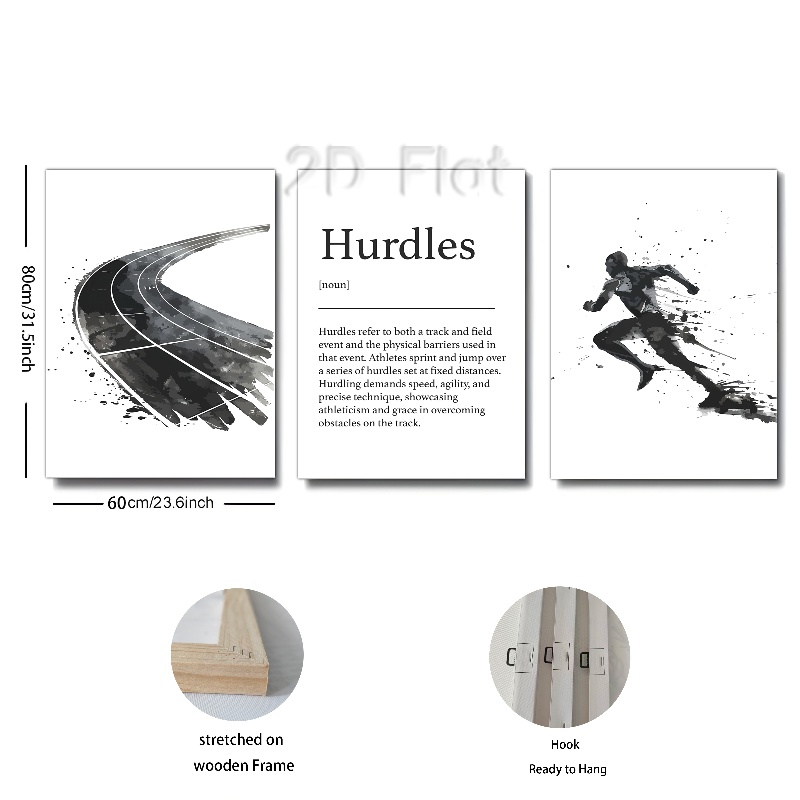 2D Flat
80cm/31.5inch
Hurdles
[noun]
Hurdles refer to both a track and field
event and the physical barriers used in
that event. Athletes sprint and jump over
a series of hurdles set at fixed distances.
Hurdling demands speed, agility, and
precise technique, showcasing
athleticism and grace in overcoming
obstacles on the track.
60cm/23.6inch
stretched on
wooden Frame
Hook
Ready to Hang